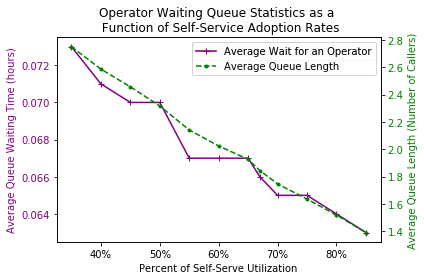 Operator Waiting Queue Statistics as a
Function of Self-Service Adoption Rates
Average Wait for an Operator
Average Queue Length
Average Queue Waiting Time (hours)
0.072
0.070
0.068
0.066
0.064
2.8
2.6
2.4
2.2
2.0
1.8
1.6
1.4
Average Queue Length (Number of Callers)
40%
50%
60%
70%
80%
Percent of Self-Serve Utilization